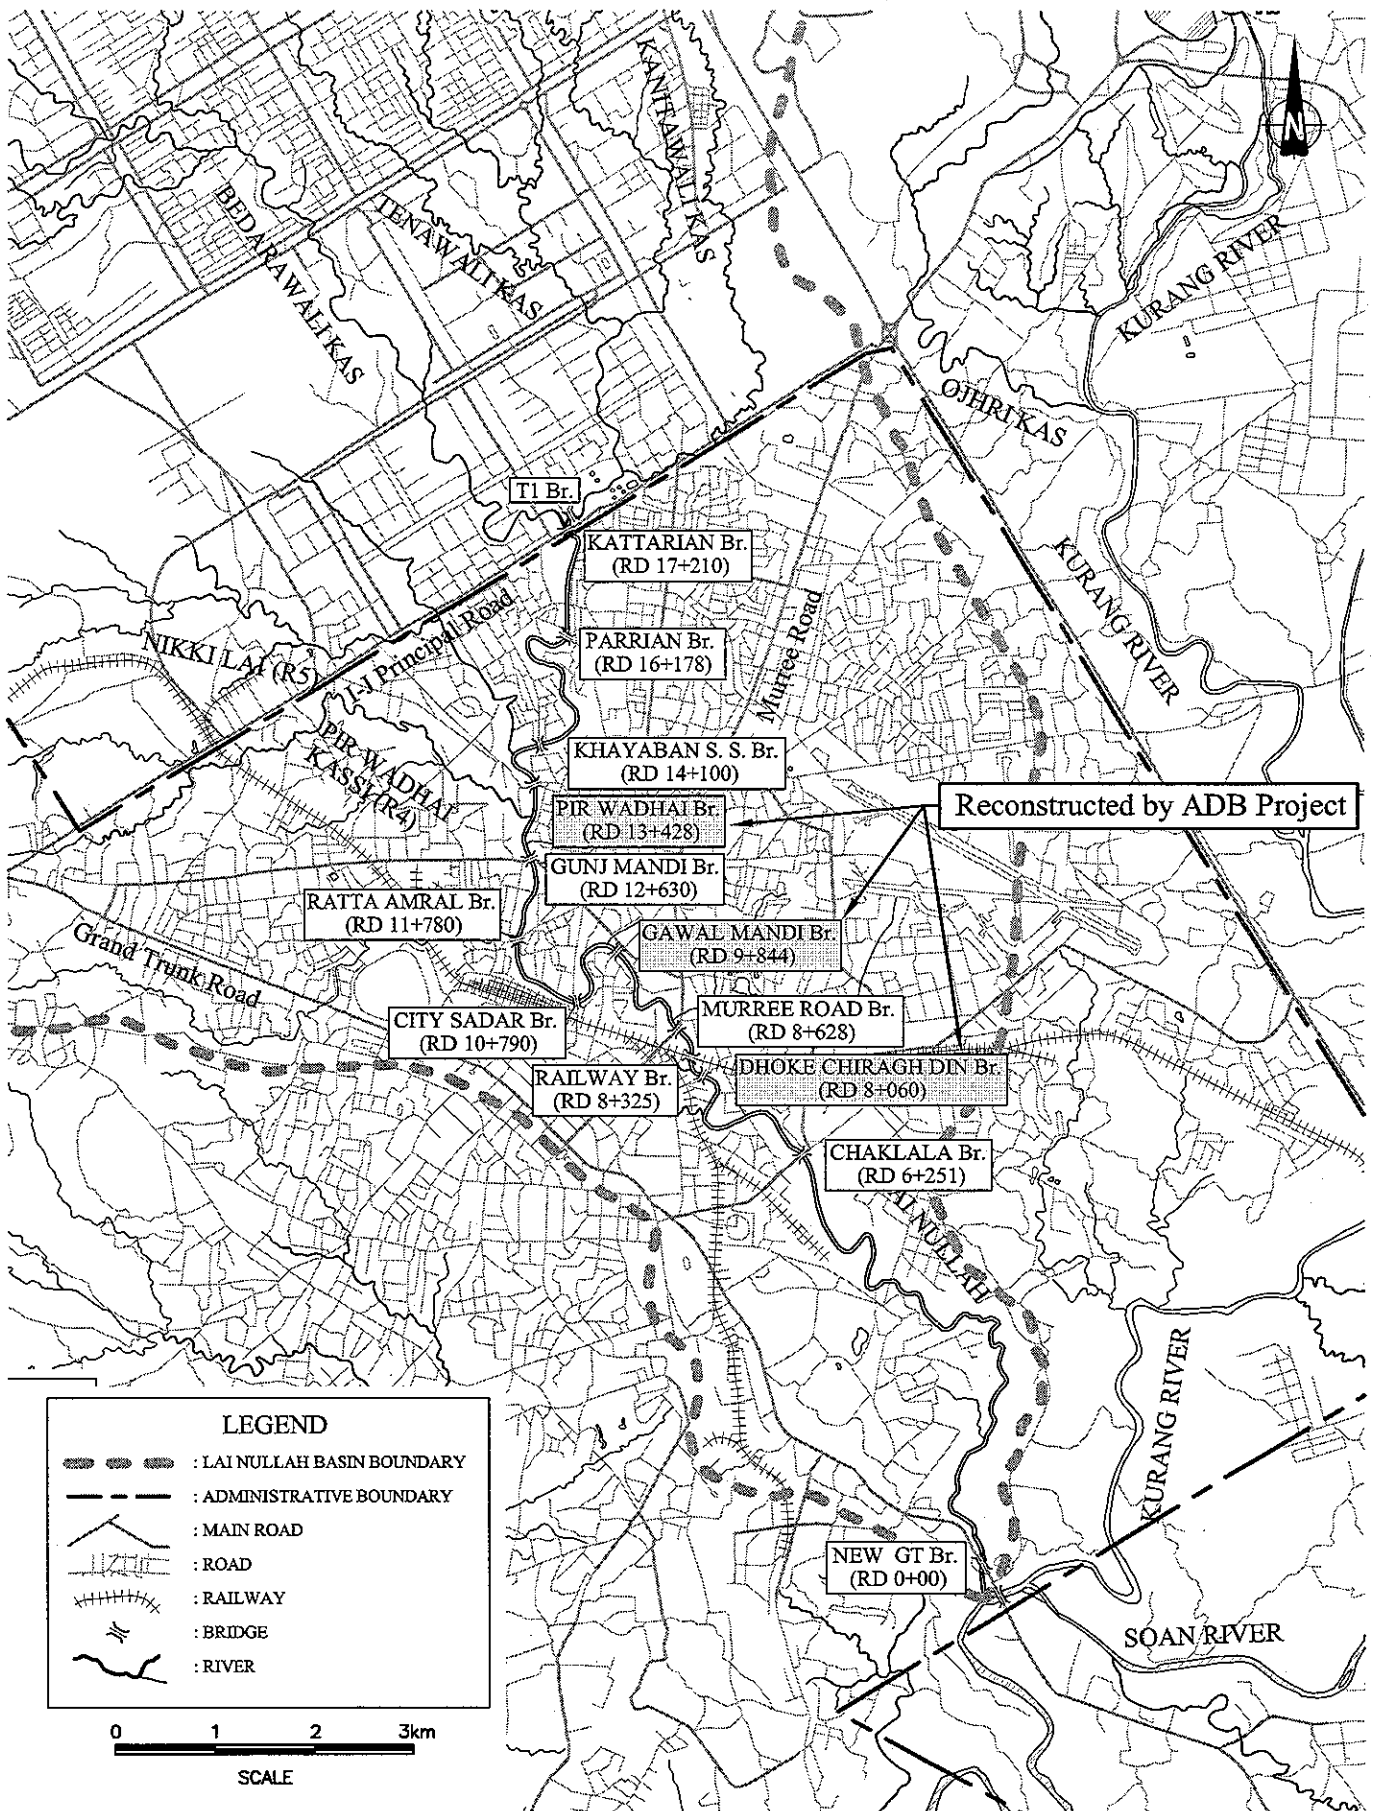 N
KANITAWALI KAS
BEDARAWALI KAS
TENAWALI KAS
KURANG RIVER
OJHRI KAS
T1 Br.
KATTARIAN Br.
(RD 17+210)
KURANG RIVER
PARRIAN Br.
(RD 16+178)
Murree Road
I-J Principal Road
NIKKI LAI (R5)
PIR WADHAI
KASSI (R4)
KHAYABAN S. S. Br.
(RD 14+100)
PIR WADHAI Br.
(RD 13+428)
Reconstructed by ADB Project
GUNJ MANDI Br.
(RD 12+630)
RATTA AMRAL Br.
(RD 11+780)
GAWAL MANDI Br.
(RD 9+844)
Grand Trunk Road
CITY SADAR Br.
(RD 10+790)
MURREE ROAD Br.
(RD 8+628)
RAILWAY Br.
(RD 8+325)
DHOKE CHIRAGH DIN Br.
(RD 8+060)
CHAKLALA Br.
(RD 6+251)
AI NULLAH
KURANG RIVER
NEW GT Br.
(RD 0+00)
SOAN RIVER
LEGEND
: LAI NULLAH BASIN BOUNDARY
: ADMINISTRATIVE BOUNDARY
: MAIN ROAD
: ROAD
: RAILWAY
: BRIDGE
: RIVER
0 1 2 3km
SCALE